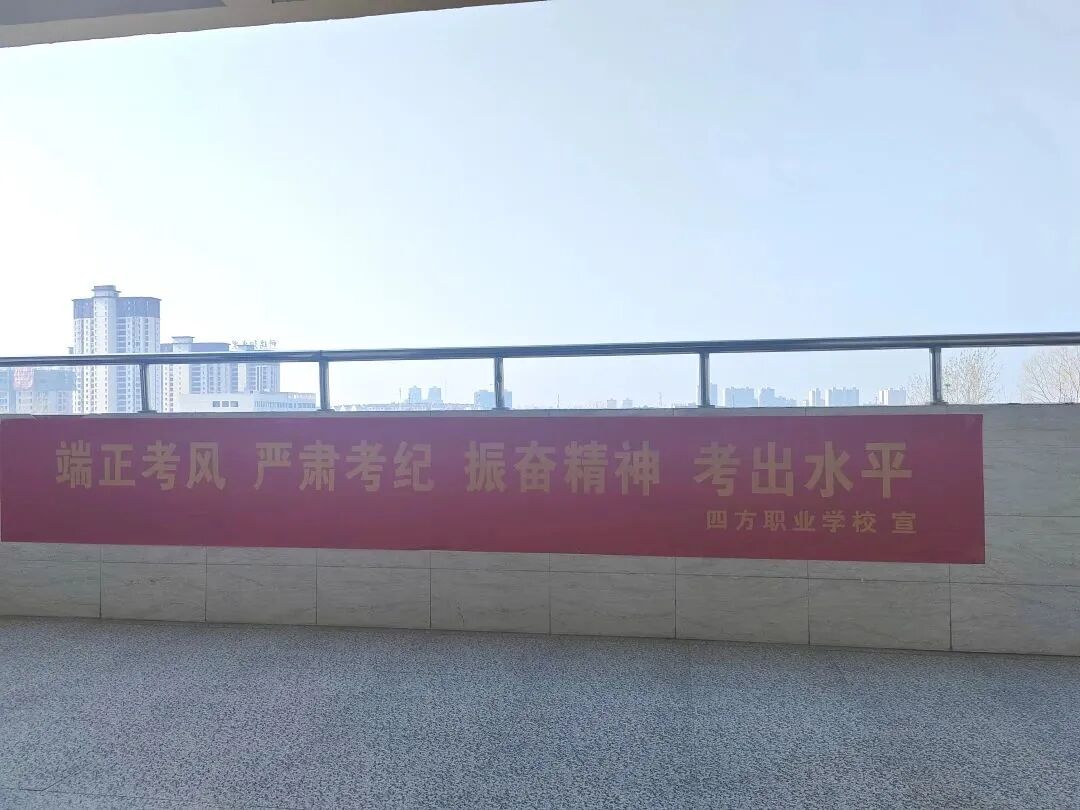 端正考风 严肃考纪 振奋精神 考出水平
四方职业学校 宣